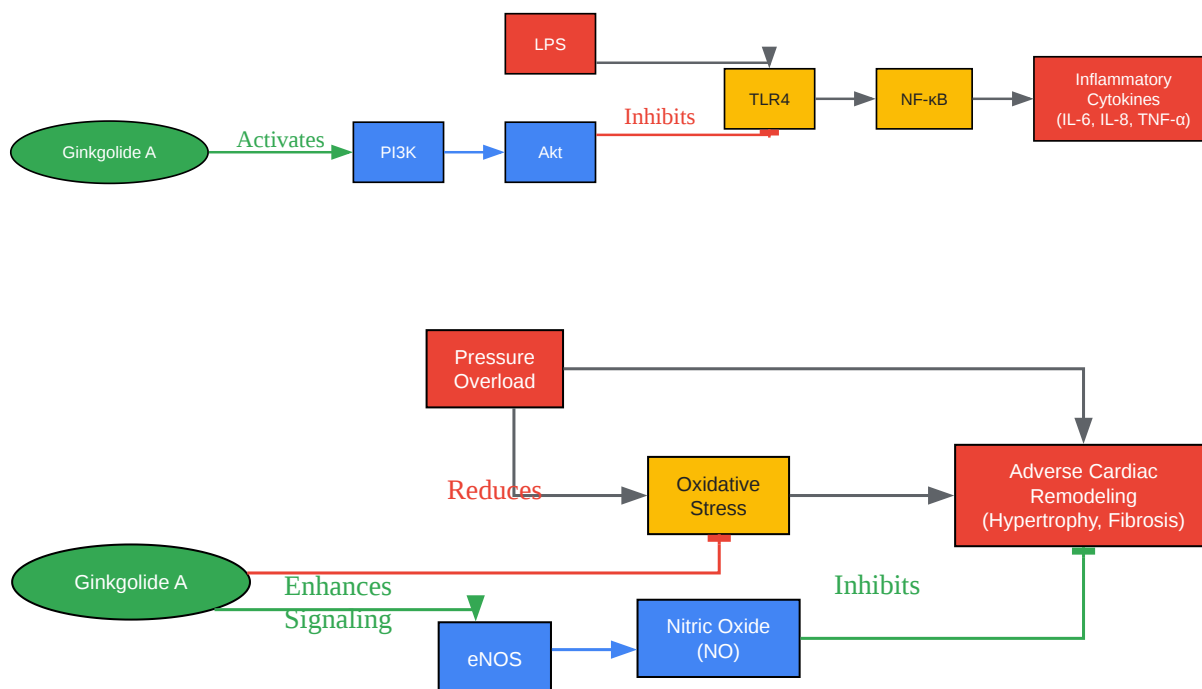 LPS
TLR4
NF-κB
Inflammatory
Cytokines
(IL-6, IL-8, TNF-α)
Inhibits
Activates
Ginkgolide A
PI3K
Akt
Pressure
Overload
Reduces
Oxidative
Stress
Adverse Cardiac
Remodeling
(Hypertrophy, Fibrosis)
Ginkgolide A
Enhances
Signaling
Inhibits
eNOS
Nitric Oxide
(NO)